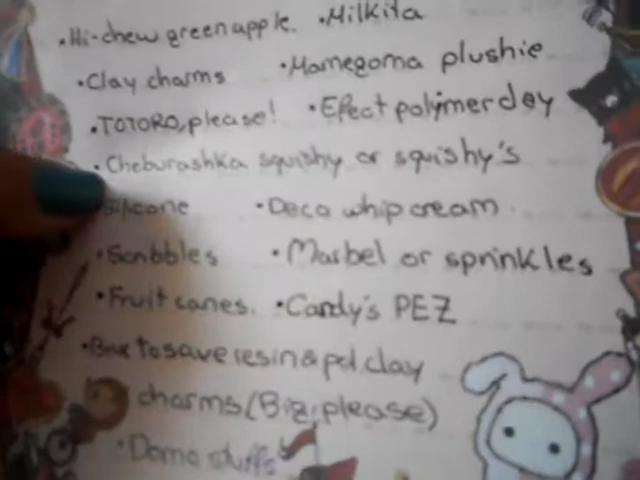 •Hi-chew green apple. •Milkita
•Clay charms •Mamegoma plushie
•TOTORO, please! •Efect polymer clay
•Cheburashka squishy or squishy's
Silicone •Deco whip cream.
•Scribbles •Marbel or sprinkles
•Fruit canes. •Candy's PEZ
•Box to save resin & pol. clay
charms (Big, please)
•Domo stuffs